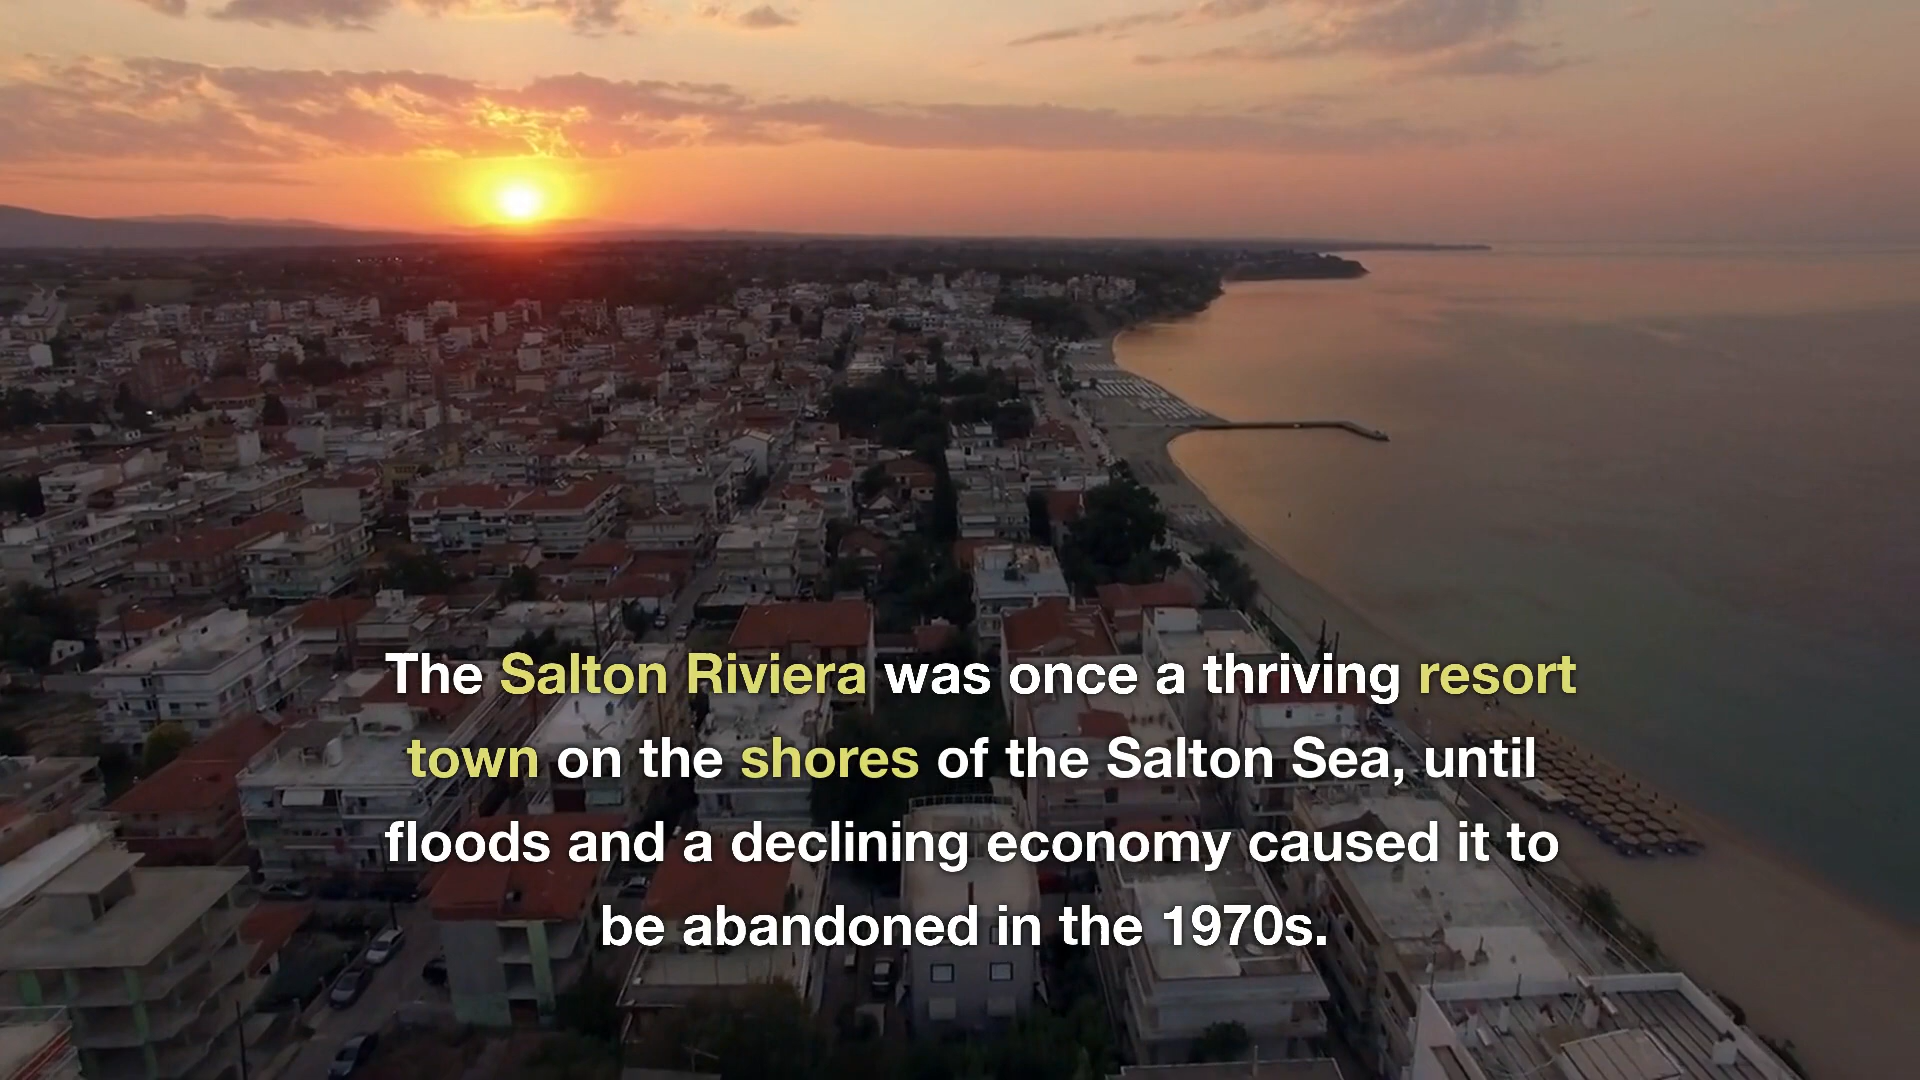 The Salton Riviera was once a thriving resort
town on the shores of the Salton Sea, until
floods and a declining economy caused it to
be abandoned in the 1970s.